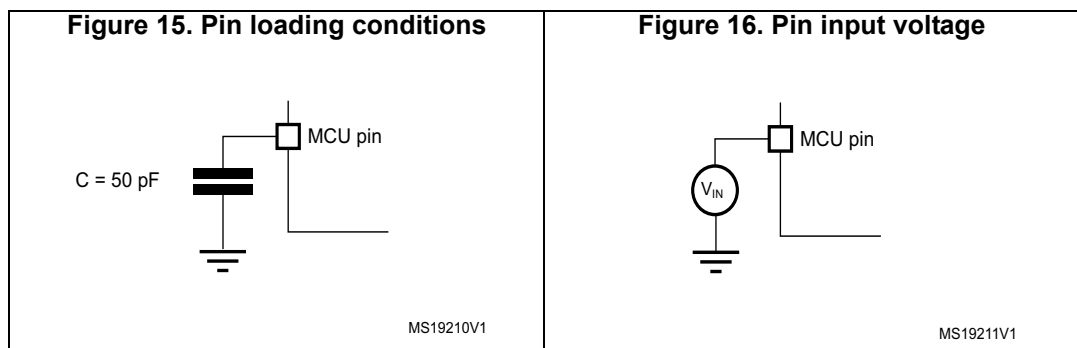 Figure 15. Pin loading conditions
MCU pin
C = 50 pF
MS19210V1
Figure 16. Pin input voltage
MCU pin
VIN
MS19211V1